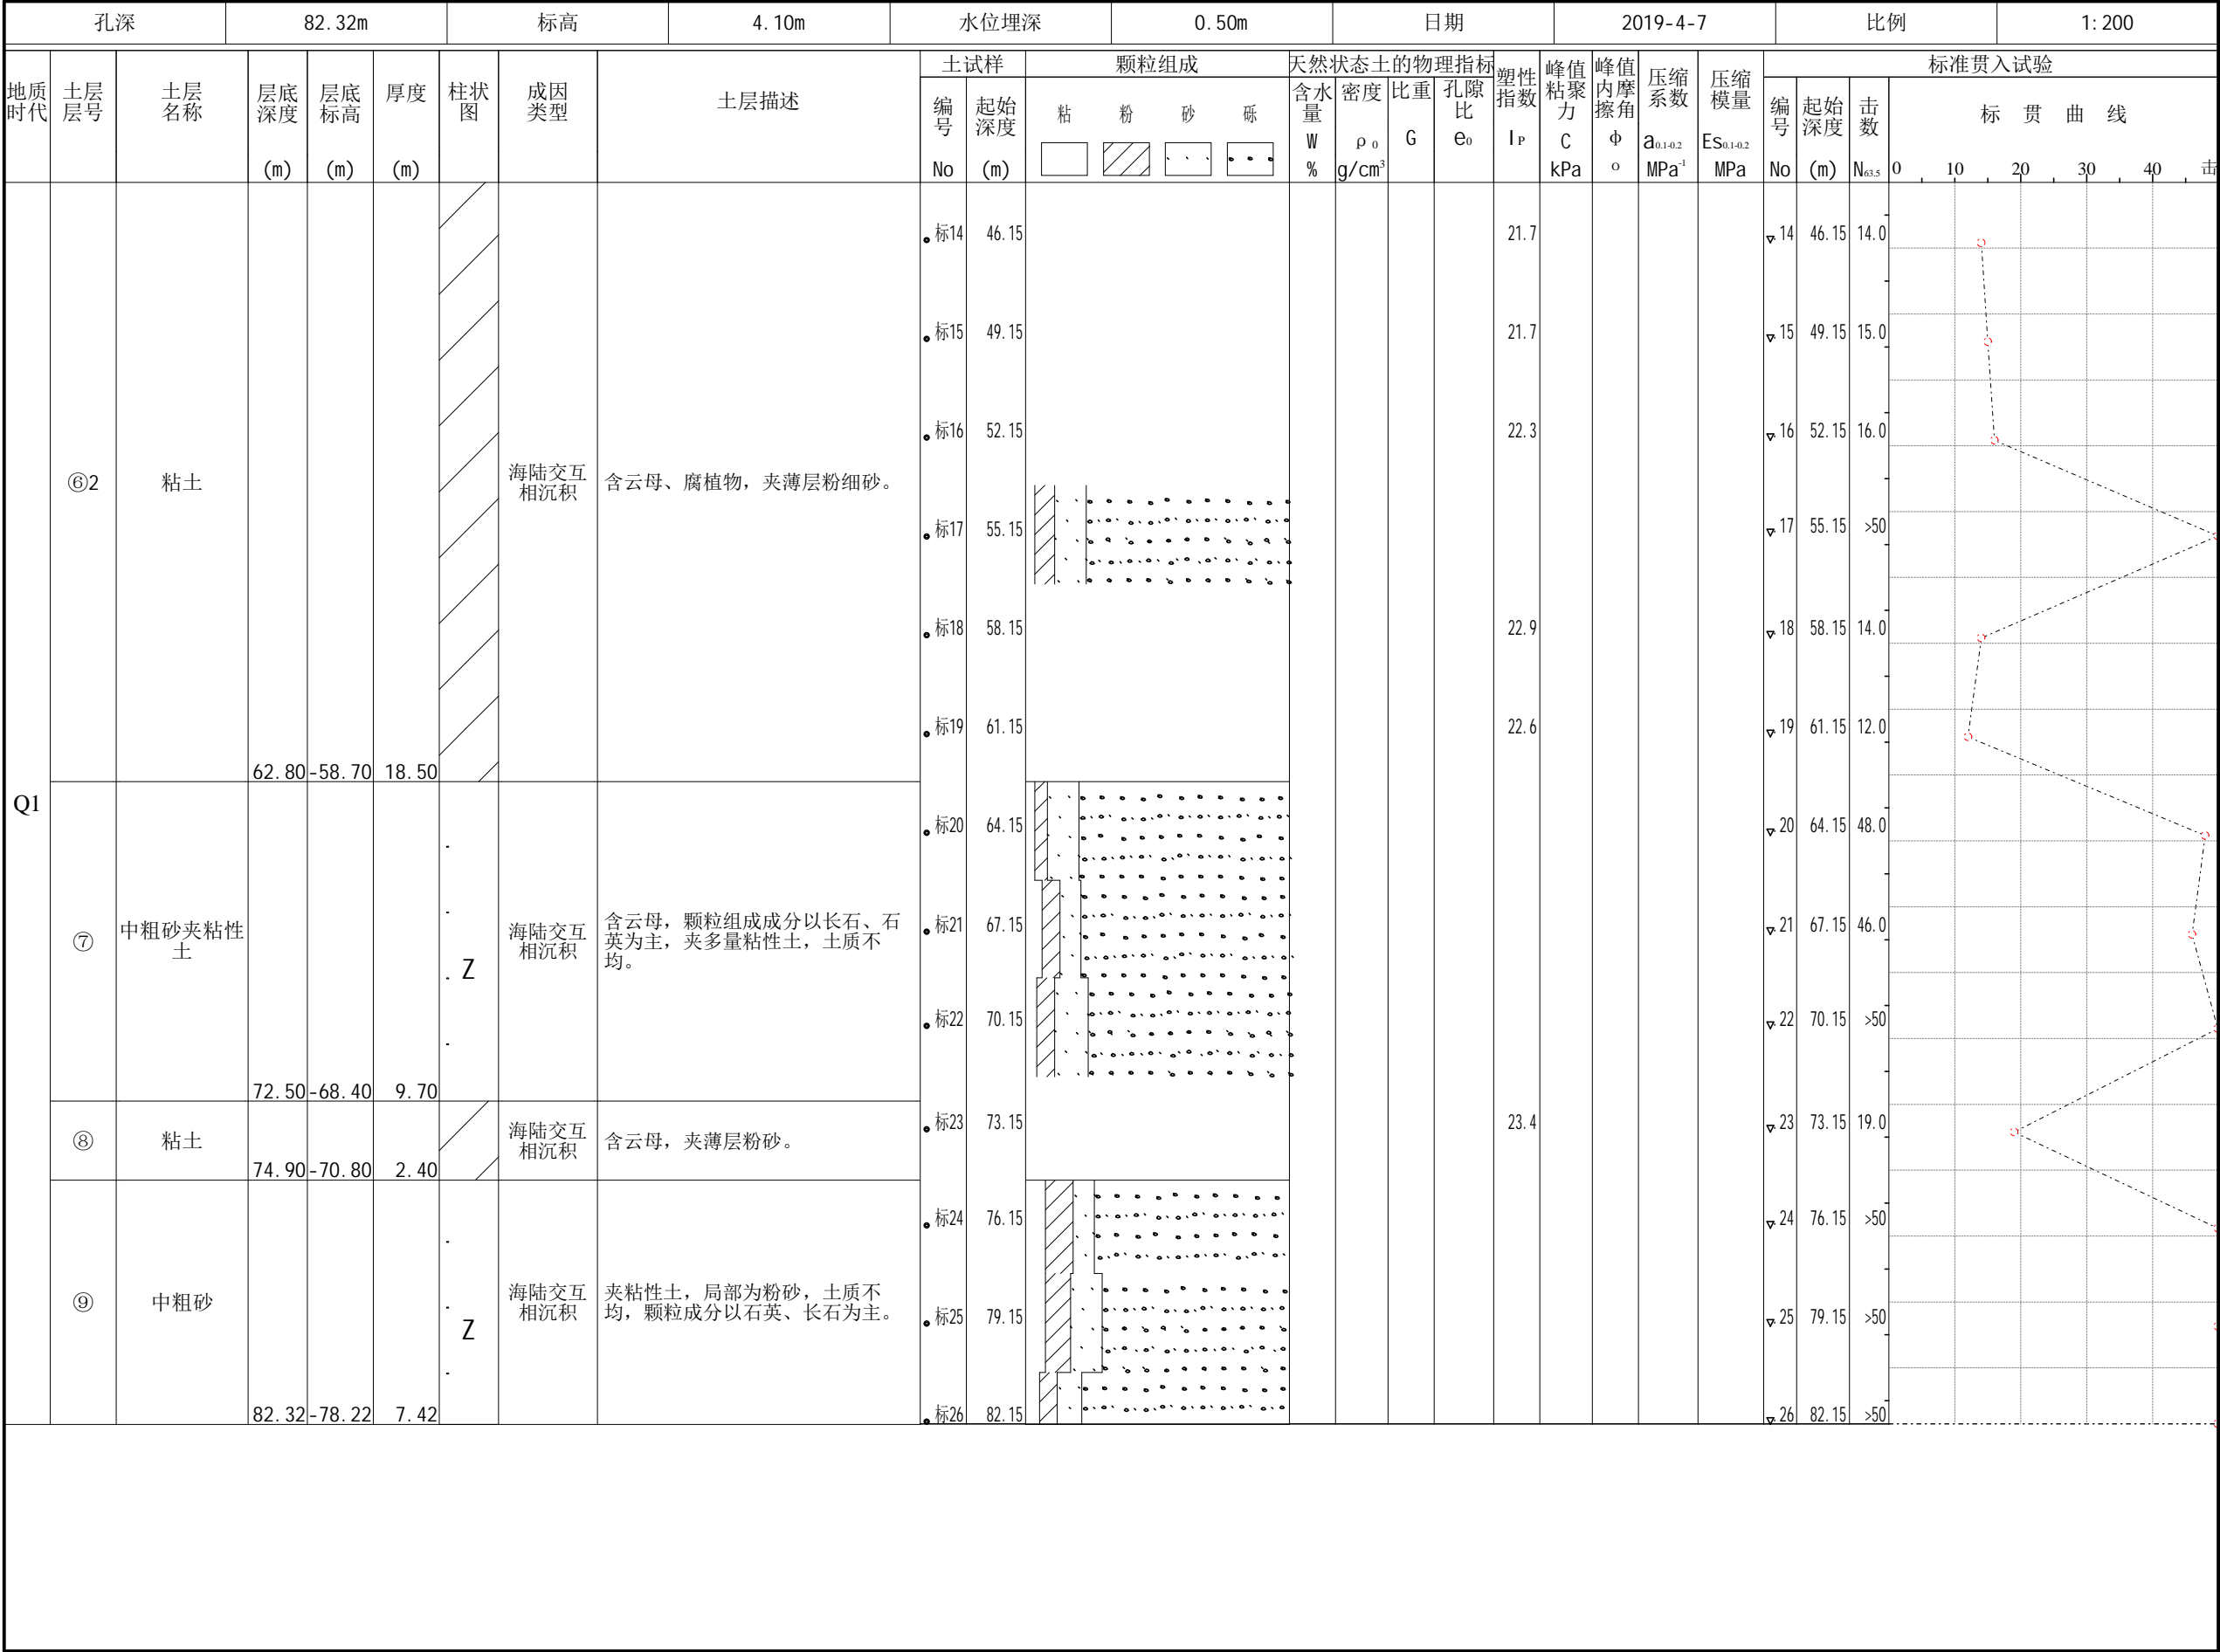 孔深 82.32m 标高 4.10m 水位埋深 0.50m 日期 2019-4-7 比例 1:200
地质时代 土层层号 土层名称 层底深度 (m) 层底标高 (m) 厚度 (m) 柱状图 成因类型 土层描述
土试样 编号 No 起始深度 (m)
颗粒组成 粘 粉 砂 砾
天然状态土的物理指标 含水量 W % 密度 ρ0 g/cm³ 比重 G 孔隙比 e0
塑性指数 IP 峰值粘聚力 C kPa 峰值内摩擦角 φ o 压缩系数 a0.1-0.2 MPa⁻¹ 压缩模量 Es0.1-0.2 MPa
标准贯入试验 编号 No 起始深度 (m) 击数 N63.5 标 贯 曲 线
0 10 20 30 40 击
Q1
⑥2 粘土 62.80 -58.70 18.50 海陆交互相沉积 含云母、腐植物，夹薄层粉细砂。
标14 46.15 21.7 14 46.15 14.0
标15 49.15 21.7 15 49.15 15.0
标16 52.15 22.3 16 52.15 16.0
标17 55.15 17 55.15 >50
标18 58.15 22.9 18 58.15 14.0
标19 61.15 22.6 19 61.15 12.0
⑦ 中粗砂夹粘性土 72.50 -68.40 9.70 Z 海陆交互相沉积
含云母，颗粒组成成分以长石、石
英为主，夹多量粘性土，土质不
均。
标20 64.15 20 64.15 48.0
标21 67.15 21 67.15 46.0
标22 70.15 22 70.15 >50
⑧ 粘土 74.90 -70.80 2.40 海陆交互相沉积 含云母，夹薄层粉砂。
标23 73.15 23.4 23 73.15 19.0
⑨ 中粗砂 82.32 -78.22 7.42 Z 海陆交互相沉积
夹粘性土，局部为粉砂，土质不
均，颗粒成分以石英、长石为主。
标24 76.15 24 76.15 >50
标25 79.15 25 79.15 >50
标26 82.15 26 82.15 >50